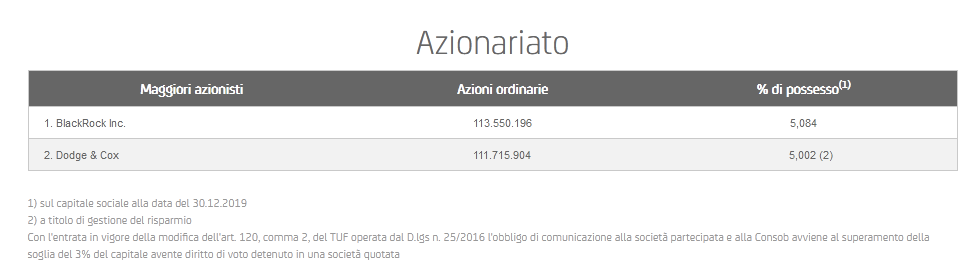 Azionariato
Maggiori azionisti Azioni ordinarie % di possesso(1)
1. BlackRock Inc. 113.550.196 5,084
2. Dodge & Cox 111.715.904 5,002 (2)
1) sul capitale sociale alla data del 30.12.2019
2) a titolo di gestione del risparmio
Con l'entrata in vigore della modifica dell'art. 120, comma 2, del TUF operata dal D.lgs n. 25/2016 l'obbligo di comunicazione alla società partecipata e alla Consob avviene al superamento della
soglia del 3% del capitale avente diritto di voto detenuto in una società quotata